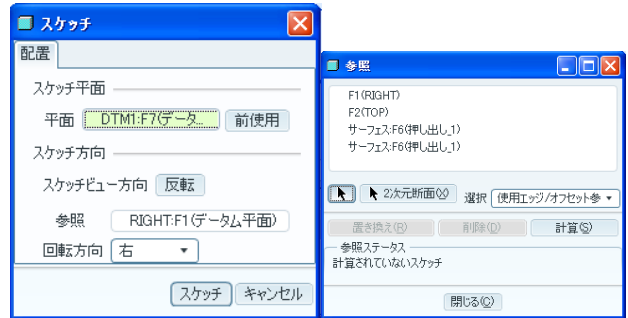 スケッチ
配置
スケッチ平面
平面 DTM1:F7(データ... 前使用
スケッチ方向
スケッチビュー方向 反転
参照 RIGHT:F1(データム平面)
回転方向 右
スケッチ キャンセル
参照
F1(RIGHT)
F2(TOP)
サーフェス:F6(押し出し_1)
サーフェス:F6(押し出し_1)
2次元断面(X) 選択 使用エッジ/オフセット参
置き換え(R) 削除(D) 計算(S)
参照ステータス
計算されていないスケッチ
閉じる(C)